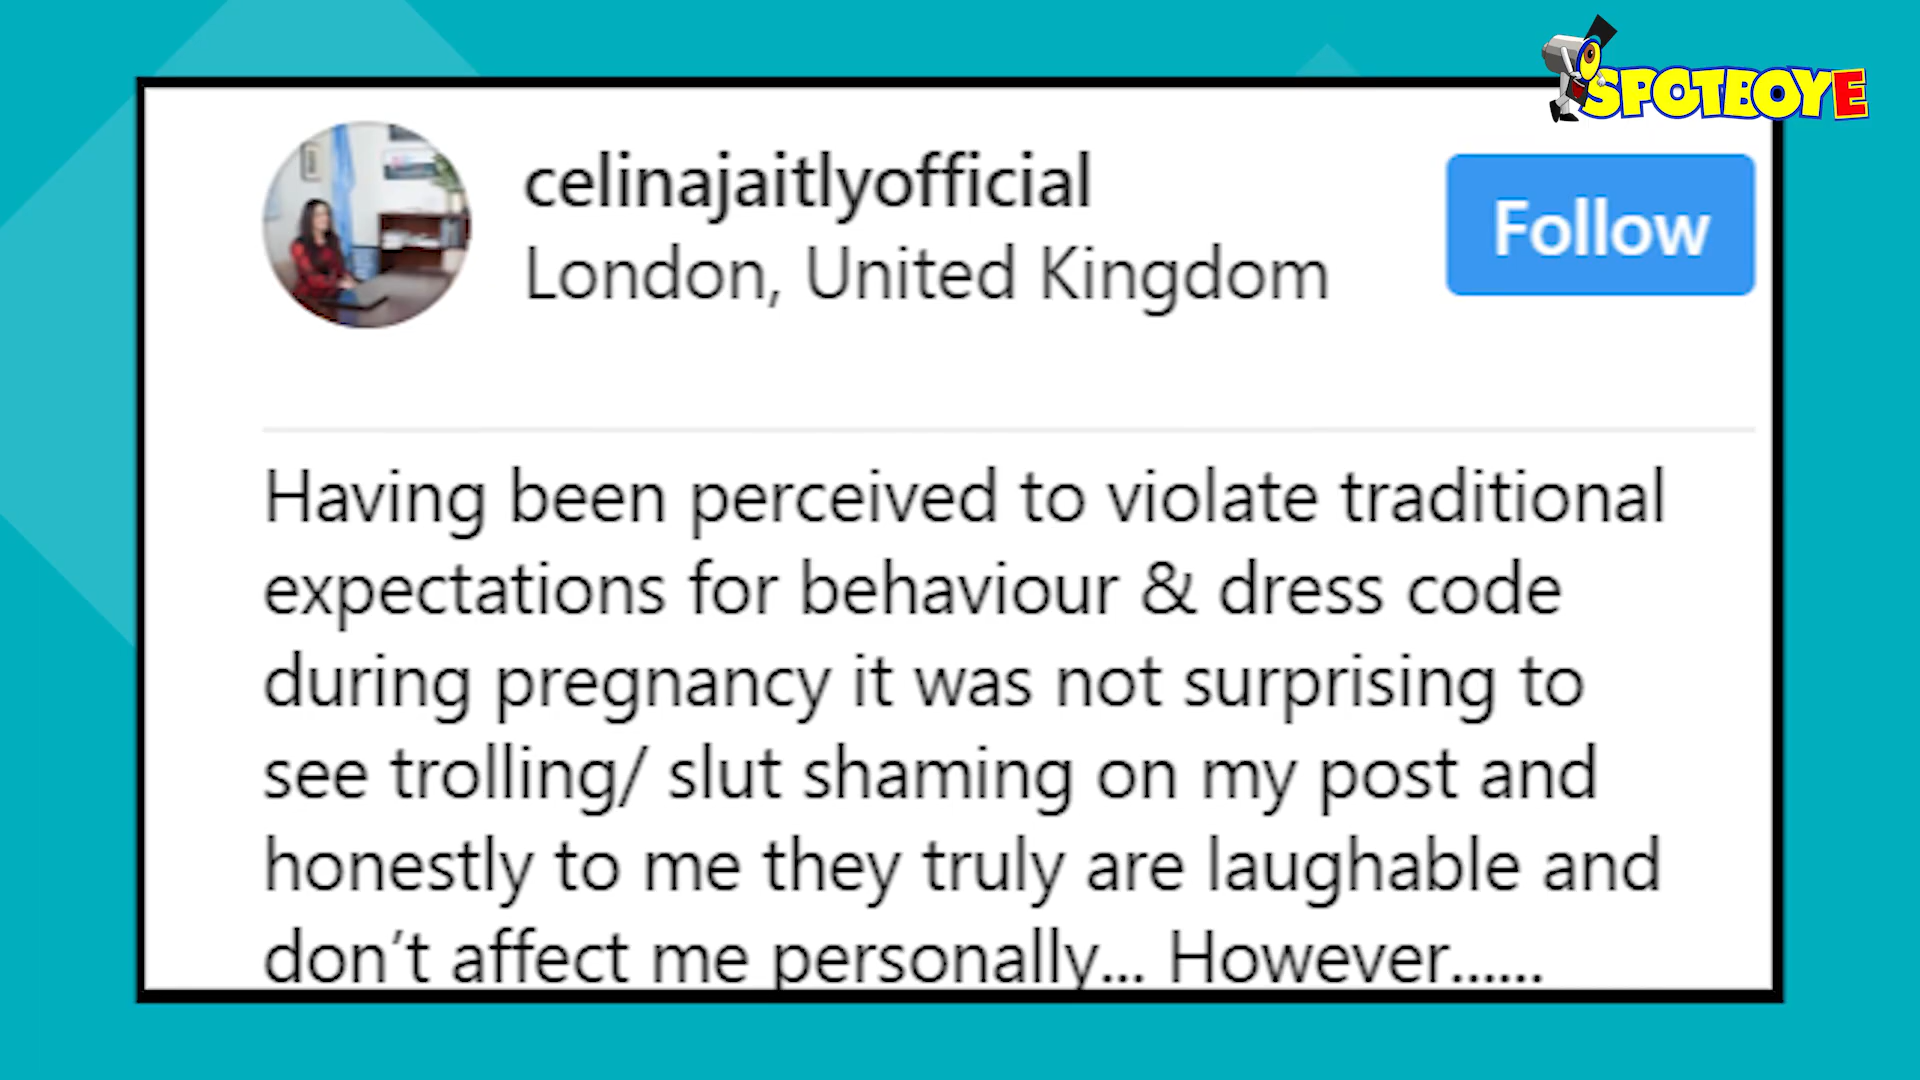 SPOTBOYE
celinajaitlyofficial
London, United Kingdom
Follow
Having been perceived to violate traditional
expectations for behaviour & dress code
during pregnancy it was not surprising to
see trolling/ slut shaming on my post and
honestly to me they truly are laughable and
don’t affect me personally... However......